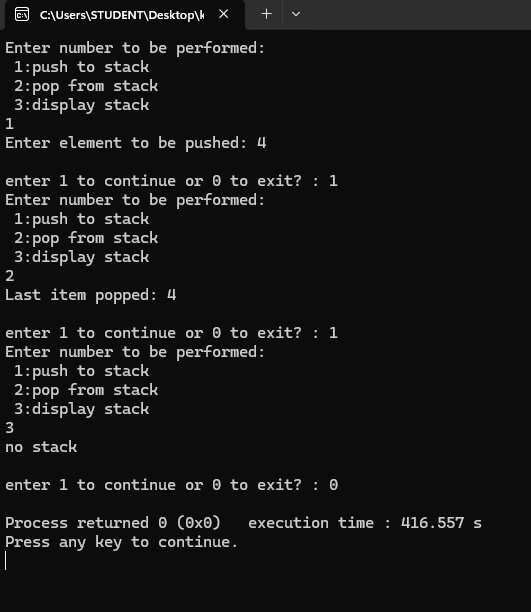 C:\Users\STUDENT\Desktop\k
Enter number to be performed:
 1:push to stack
 2:pop from stack
 3:display stack
1
Enter element to be pushed: 4

enter 1 to continue or 0 to exit? : 1
Enter number to be performed:
 1:push to stack
 2:pop from stack
 3:display stack
2
Last item popped: 4

enter 1 to continue or 0 to exit? : 1
Enter number to be performed:
 1:push to stack
 2:pop from stack
 3:display stack
3
no stack

enter 1 to continue or 0 to exit? : 0

Process returned 0 (0x0)   execution time : 416.557 s
Press any key to continue.